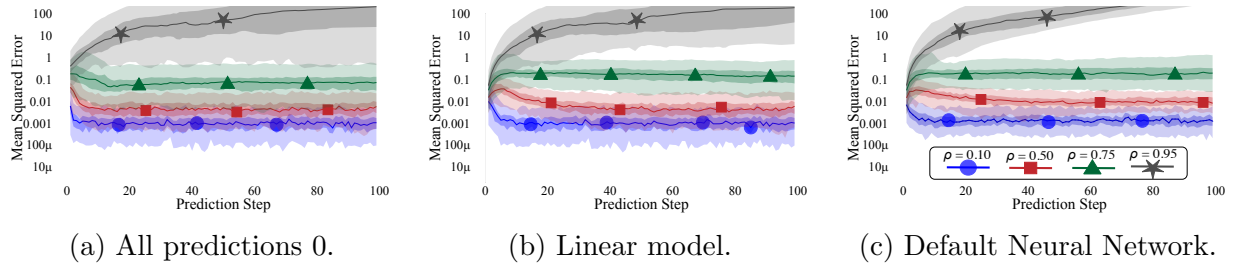 Mean Squared Error
100
10
1
0.1
0.01
0.001
100μ
10μ
0 20 40 60 80 100
Prediction Step
(a) All predictions 0.
Mean Squared Error
100
10
1
0.1
0.01
0.001
100μ
10μ
0 20 40 60 80 100
Prediction Step
(b) Linear model.
Mean Squared Error
100
10
1
0.1
0.01
0.001
100μ
10μ
ρ = 0.10 ρ = 0.50 ρ = 0.75 ρ = 0.95
0 20 40 60 80 100
Prediction Step
(c) Default Neural Network.